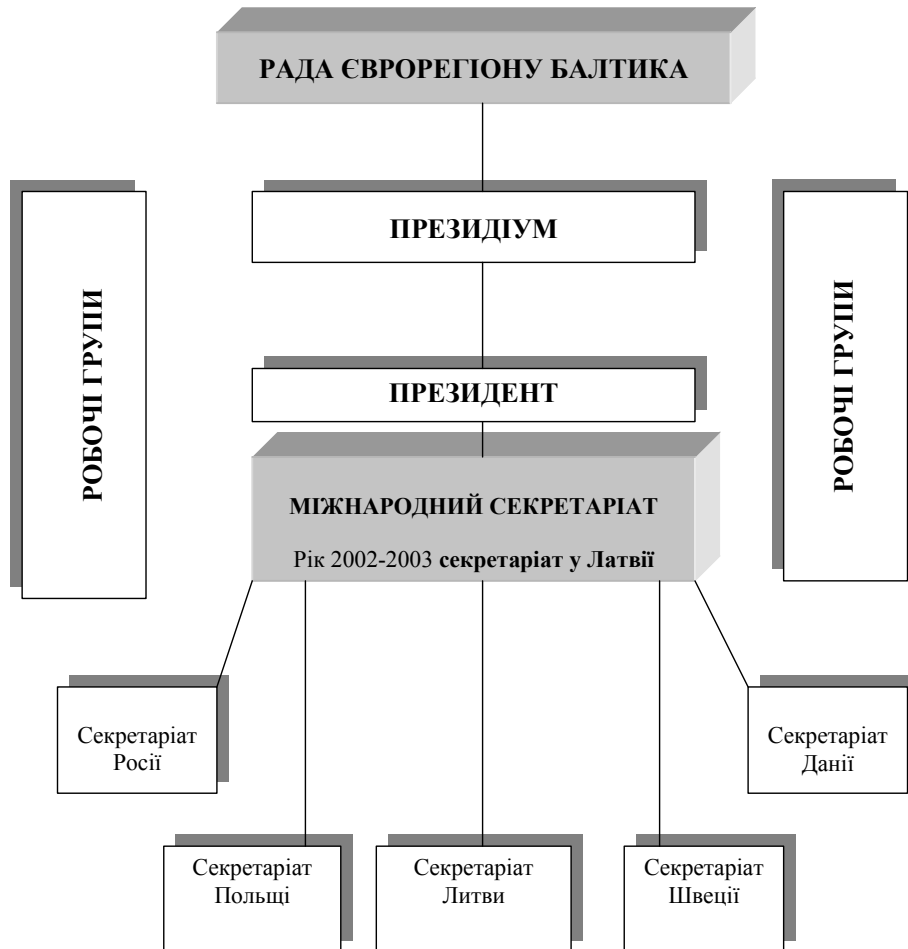 РАДА ЄВРОРЕГІОНУ БАЛТИКА
ПРЕЗИДІУМ
РОБОЧІ ГРУПИ
РОБОЧІ ГРУПИ
ПРЕЗИДЕНТ
МІЖНАРОДНИЙ СЕКРЕТАРІАТ
Рік 2002-2003 секретаріат у Латвії
Секретаріат
Росії
Секретаріат
Данії
Секретаріат
Польщі
Секретаріат
Литви
Секретаріат
Швеції